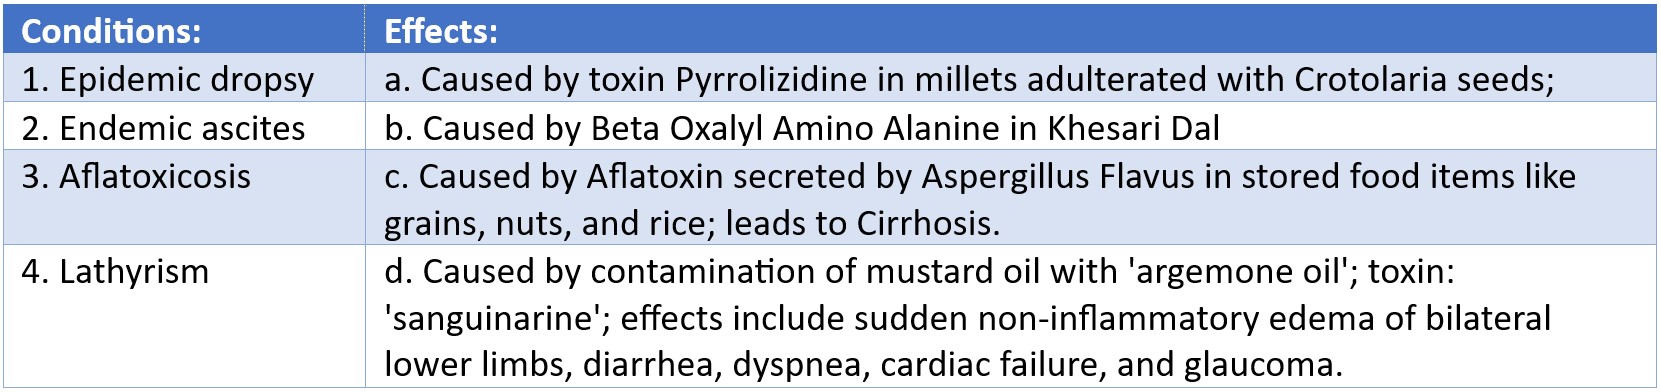 Conditions: Effects:
1. Epidemic dropsy a. Caused by toxin Pyrrolizidine in millets adulterated with Crotolaria seeds;
2. Endemic ascites b. Caused by Beta Oxalyl Amino Alanine in Khesari Dal
3. Aflatoxicosis c. Caused by Aflatoxin secreted by Aspergillus Flavus in stored food items like
grains, nuts, and rice; leads to Cirrhosis.
4. Lathyrism d. Caused by contamination of mustard oil with 'argemone oil'; toxin:
'sanguinarine'; effects include sudden non-inflammatory edema of bilateral
lower limbs, diarrhea, dyspnea, cardiac failure, and glaucoma.